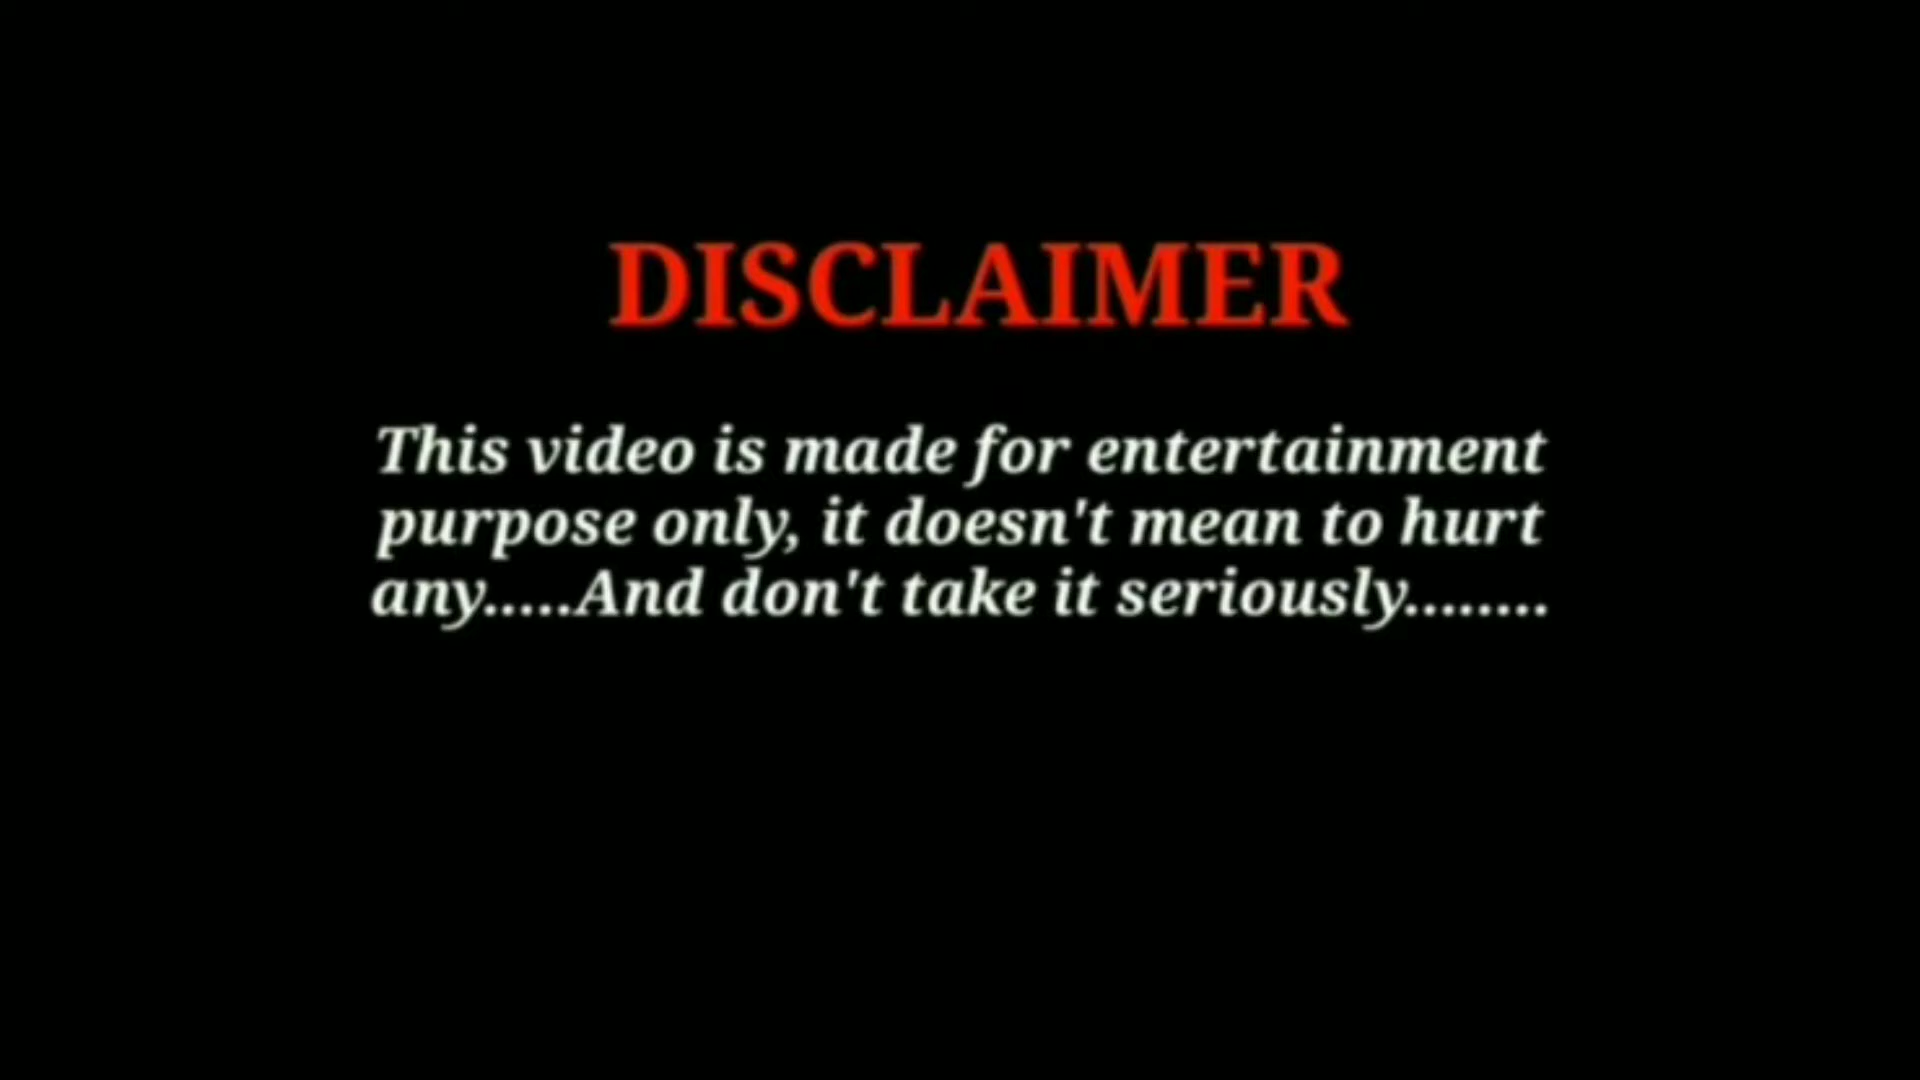 DISCLAIMER
This video is made for entertainment
purpose only, it doesn't mean to hurt
any.....And don't take it seriously........